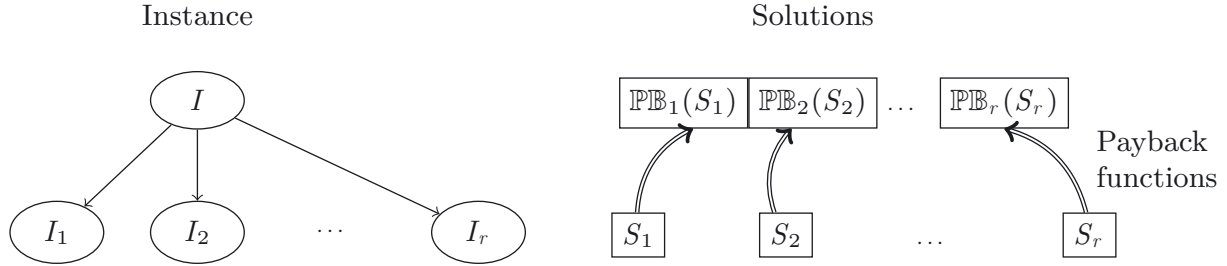 Instance
Solutions
I
ℙ𝔹₁(S₁) ℙ𝔹₂(S₂) ... ℙ𝔹ᵣ(Sᵣ)
Payback
functions
I₁ I₂ ... Iᵣ
S₁ S₂ ... Sᵣ